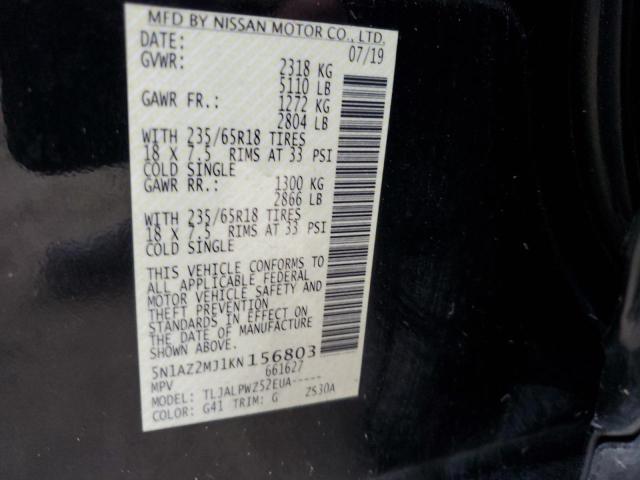 MFD BY NISSAN MOTOR CO., LTD.
DATE: 07/19
GVWR: 2318 KG
5110 LB
GAWR FR.: 1272 KG
2804 LB
WITH 235/65R18 TIRES
18 X 7.5 RIMS AT 33 PSI
COLD SINGLE
GAWR RR.: 1300 KG
2866 LB
WITH 235/65R18 TIRES
18 X 7.5 RIMS AT 33 PSI
COLD SINGLE
THIS VEHICLE CONFORMS TO
ALL APPLICABLE FEDERAL
MOTOR VEHICLE SAFETY AND
THEFT PREVENTION
STANDARDS IN EFFECT ON
THE DATE OF MANUFACTURE
SHOWN ABOVE.
5N1AZ2MJ1KN156803
MPV 661627
MODEL: TLJALPWZ52EUA-----
COLOR: G41 TRIM: G ZS30A